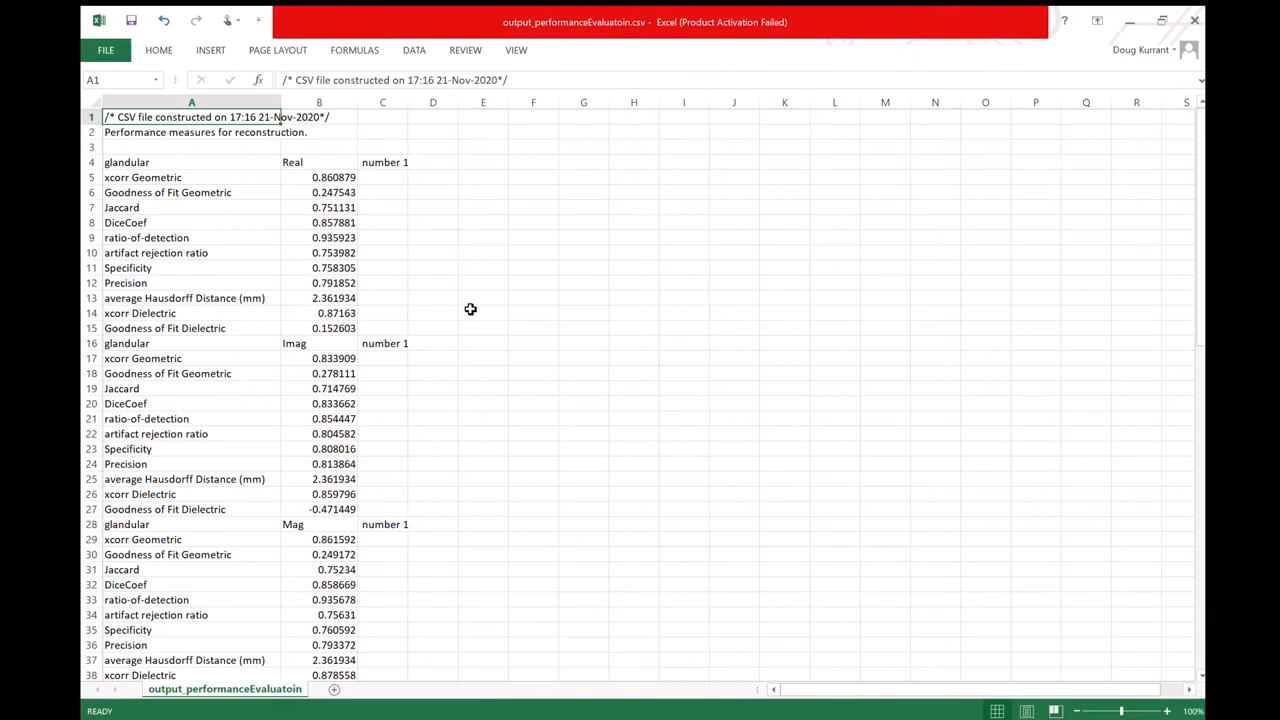 output_performanceEvaluatoin.csv - Excel (Product Activation Failed)
FILE HOME INSERT PAGE LAYOUT FORMULAS DATA REVIEW VIEW Doug Kurrant
A1 fx /* CSV file constructed on 17:16 21-Nov-2020*/
A B C D E F G H I J K L M N O P Q R S
1 /* CSV file constructed on 17:16 21-Nov-2020*/
2 Performance measures for reconstruction.
3
4 glandular Real number 1
5 xcorr Geometric 0.860879
6 Goodness of Fit Geometric 0.247543
7 Jaccard 0.751131
8 DiceCoef 0.857881
9 ratio-of-detection 0.935923
10 artifact rejection ratio 0.753982
11 Specificity 0.758305
12 Precision 0.791852
13 average Hausdorff Distance (mm) 2.361934
14 xcorr Dielectric 0.87163
15 Goodness of Fit Dielectric 0.152603
16 glandular Imag number 1
17 xcorr Geometric 0.833909
18 Goodness of Fit Geometric 0.278111
19 Jaccard 0.714769
20 DiceCoef 0.833662
21 ratio-of-detection 0.854447
22 artifact rejection ratio 0.804582
23 Specificity 0.808016
24 Precision 0.813864
25 average Hausdorff Distance (mm) 2.361934
26 xcorr Dielectric 0.859796
27 Goodness of Fit Dielectric -0.471449
28 glandular Mag number 1
29 xcorr Geometric 0.861592
30 Goodness of Fit Geometric 0.249172
31 Jaccard 0.75234
32 DiceCoef 0.858669
33 ratio-of-detection 0.935678
34 artifact rejection ratio 0.75631
35 Specificity 0.760592
36 Precision 0.793372
37 average Hausdorff Distance (mm) 2.361934
38 xcorr Dielectric 0.878558
output_performanceEvaluatoin
READY 100%